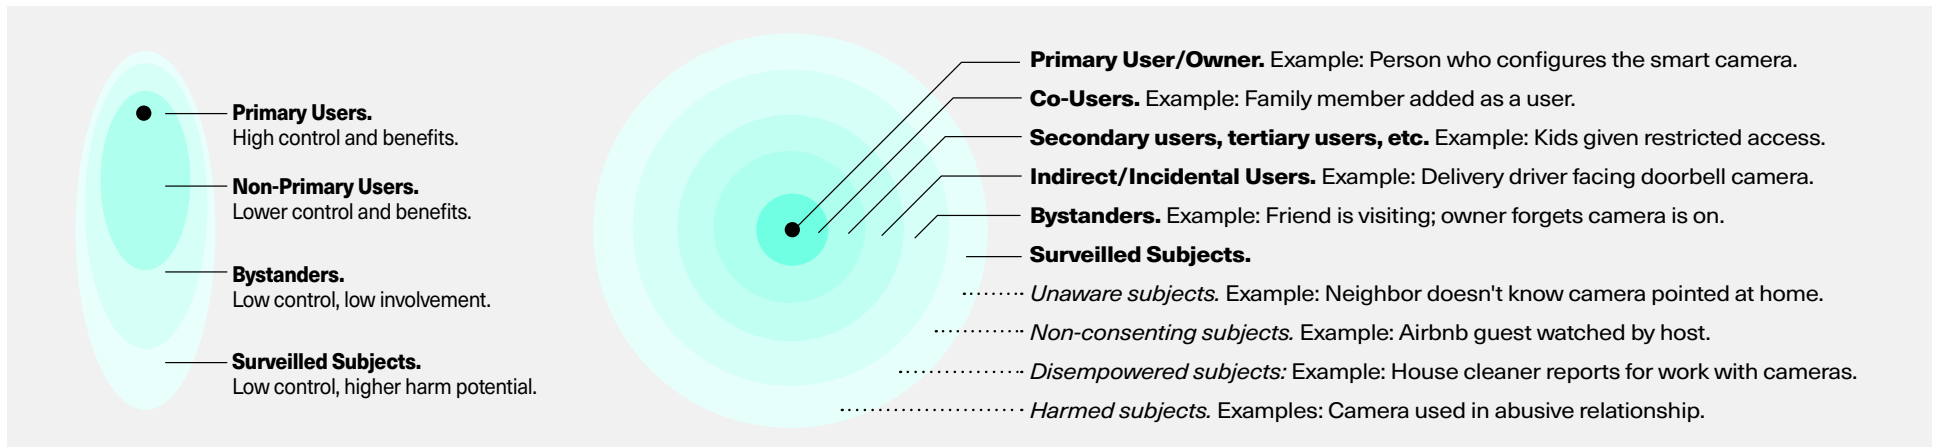 Primary Users.
High control and benefits.
Non-Primary Users.
Lower control and benefits.
Bystanders.
Low control, low involvement.
Surveilled Subjects.
Low control, higher harm potential.
Primary User/Owner. Example: Person who configures the smart camera.
Co-Users. Example: Family member added as a user.
Secondary users, tertiary users, etc. Example: Kids given restricted access.
Indirect/Incidental Users. Example: Delivery driver facing doorbell camera.
Bystanders. Example: Friend is visiting; owner forgets camera is on.
Surveilled Subjects.
Unaware subjects. Example: Neighbor doesn't know camera pointed at home.
Non-consenting subjects. Example: Airbnb guest watched by host.
Disempowered subjects: Example: House cleaner reports for work with cameras.
Harmed subjects. Examples: Camera used in abusive relationship.